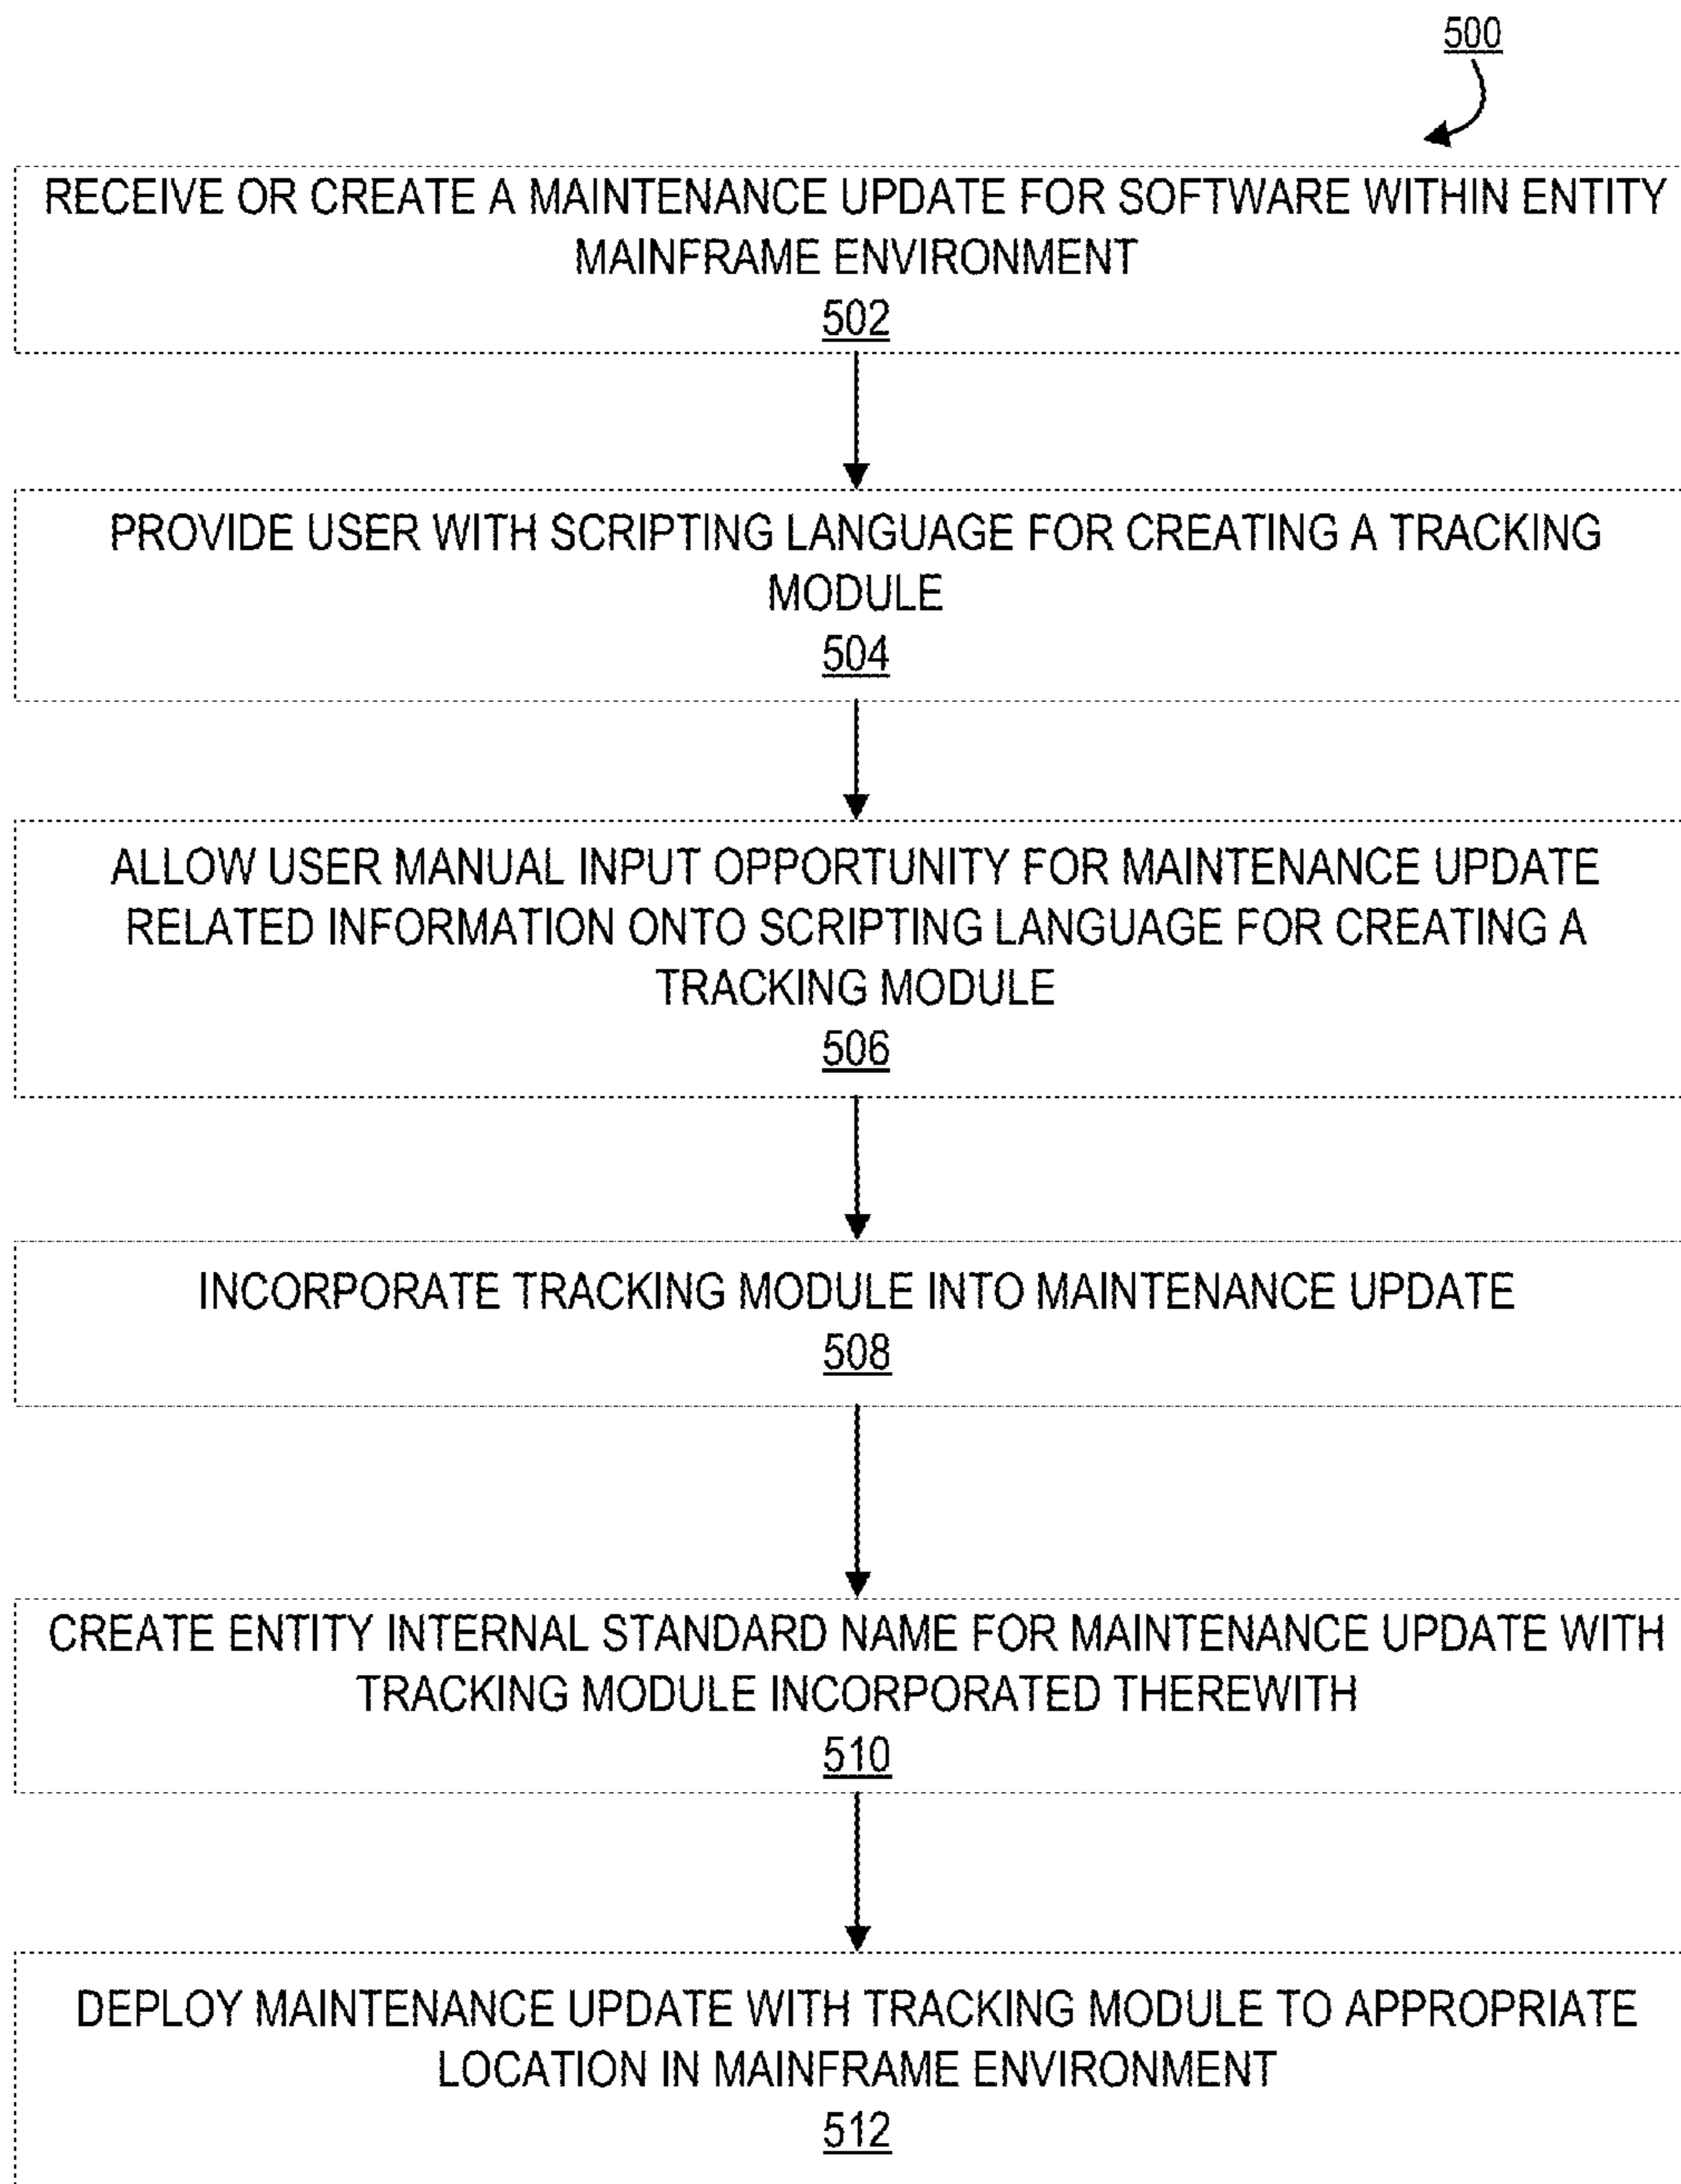 500
RECEIVE OR CREATE A MAINTENANCE UPDATE FOR SOFTWARE WITHIN ENTITY
MAINFRAME ENVIRONMENT
502
PROVIDE USER WITH SCRIPTING LANGUAGE FOR CREATING A TRACKING
MODULE
504
ALLOW USER MANUAL INPUT OPPORTUNITY FOR MAINTENANCE UPDATE
RELATED INFORMATION ONTO SCRIPTING LANGUAGE FOR CREATING A
TRACKING MODULE
506
INCORPORATE TRACKING MODULE INTO MAINTENANCE UPDATE
508
CREATE ENTITY INTERNAL STANDARD NAME FOR MAINTENANCE UPDATE WITH
TRACKING MODULE INCORPORATED THEREWITH
510
DEPLOY MAINTENANCE UPDATE WITH TRACKING MODULE TO APPROPRIATE
LOCATION IN MAINFRAME ENVIRONMENT
512